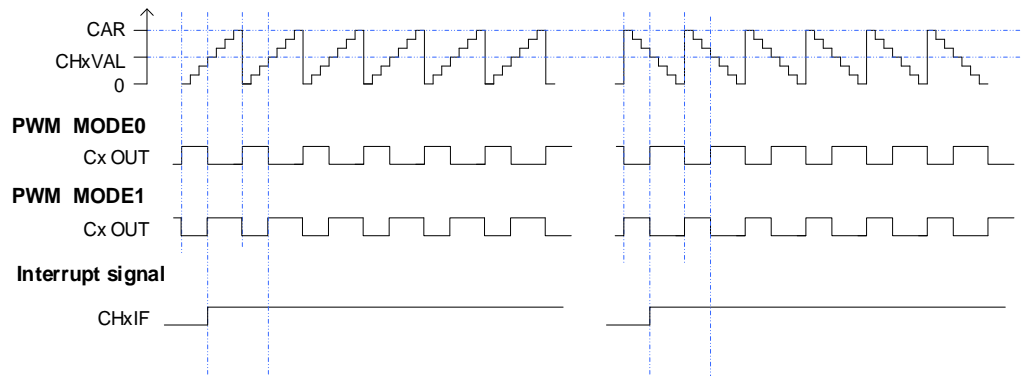 CAR
CHxVAL
0
PWM MODE0
Cx OUT
PWM MODE1
Cx OUT
Interrupt signal
CHxIF